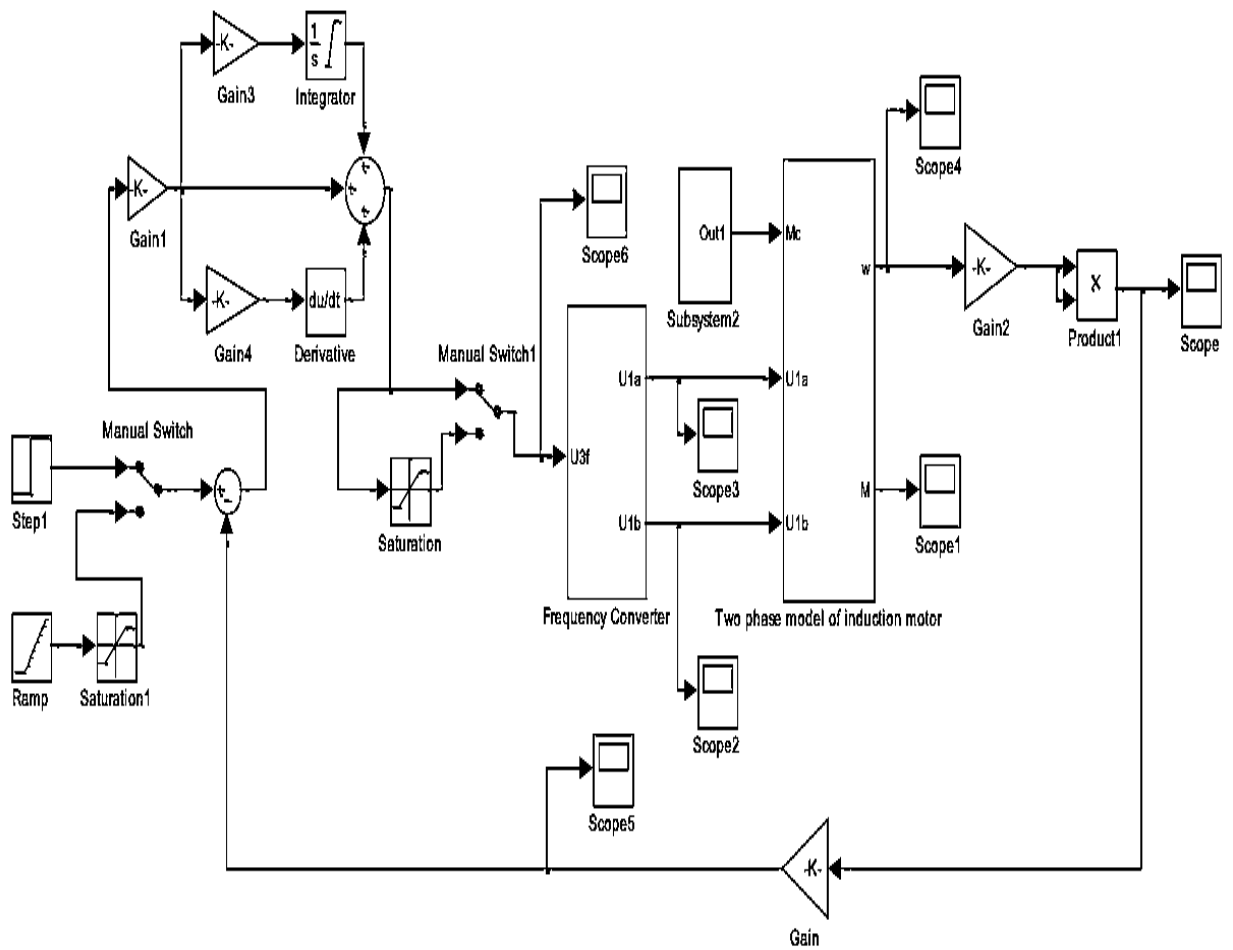 -K-
Gain3
1
s
Integrator
-K-
Gain1
-K-
Gain4
du/dt
Derivative
Manual Switch1
Manual Switch
Step1
Ramp
Saturation1
Saturation
Scope6
U3f
U1a
U1b
Frequency Converter
Out1
Subsystem2
Mc
w
U1a
M
U1b
Two phase model of induction motor
Scope4
-K-
Gain2
X
Product1
Scope
Scope3
Scope1
Scope2
Scope5
-K-
Gain